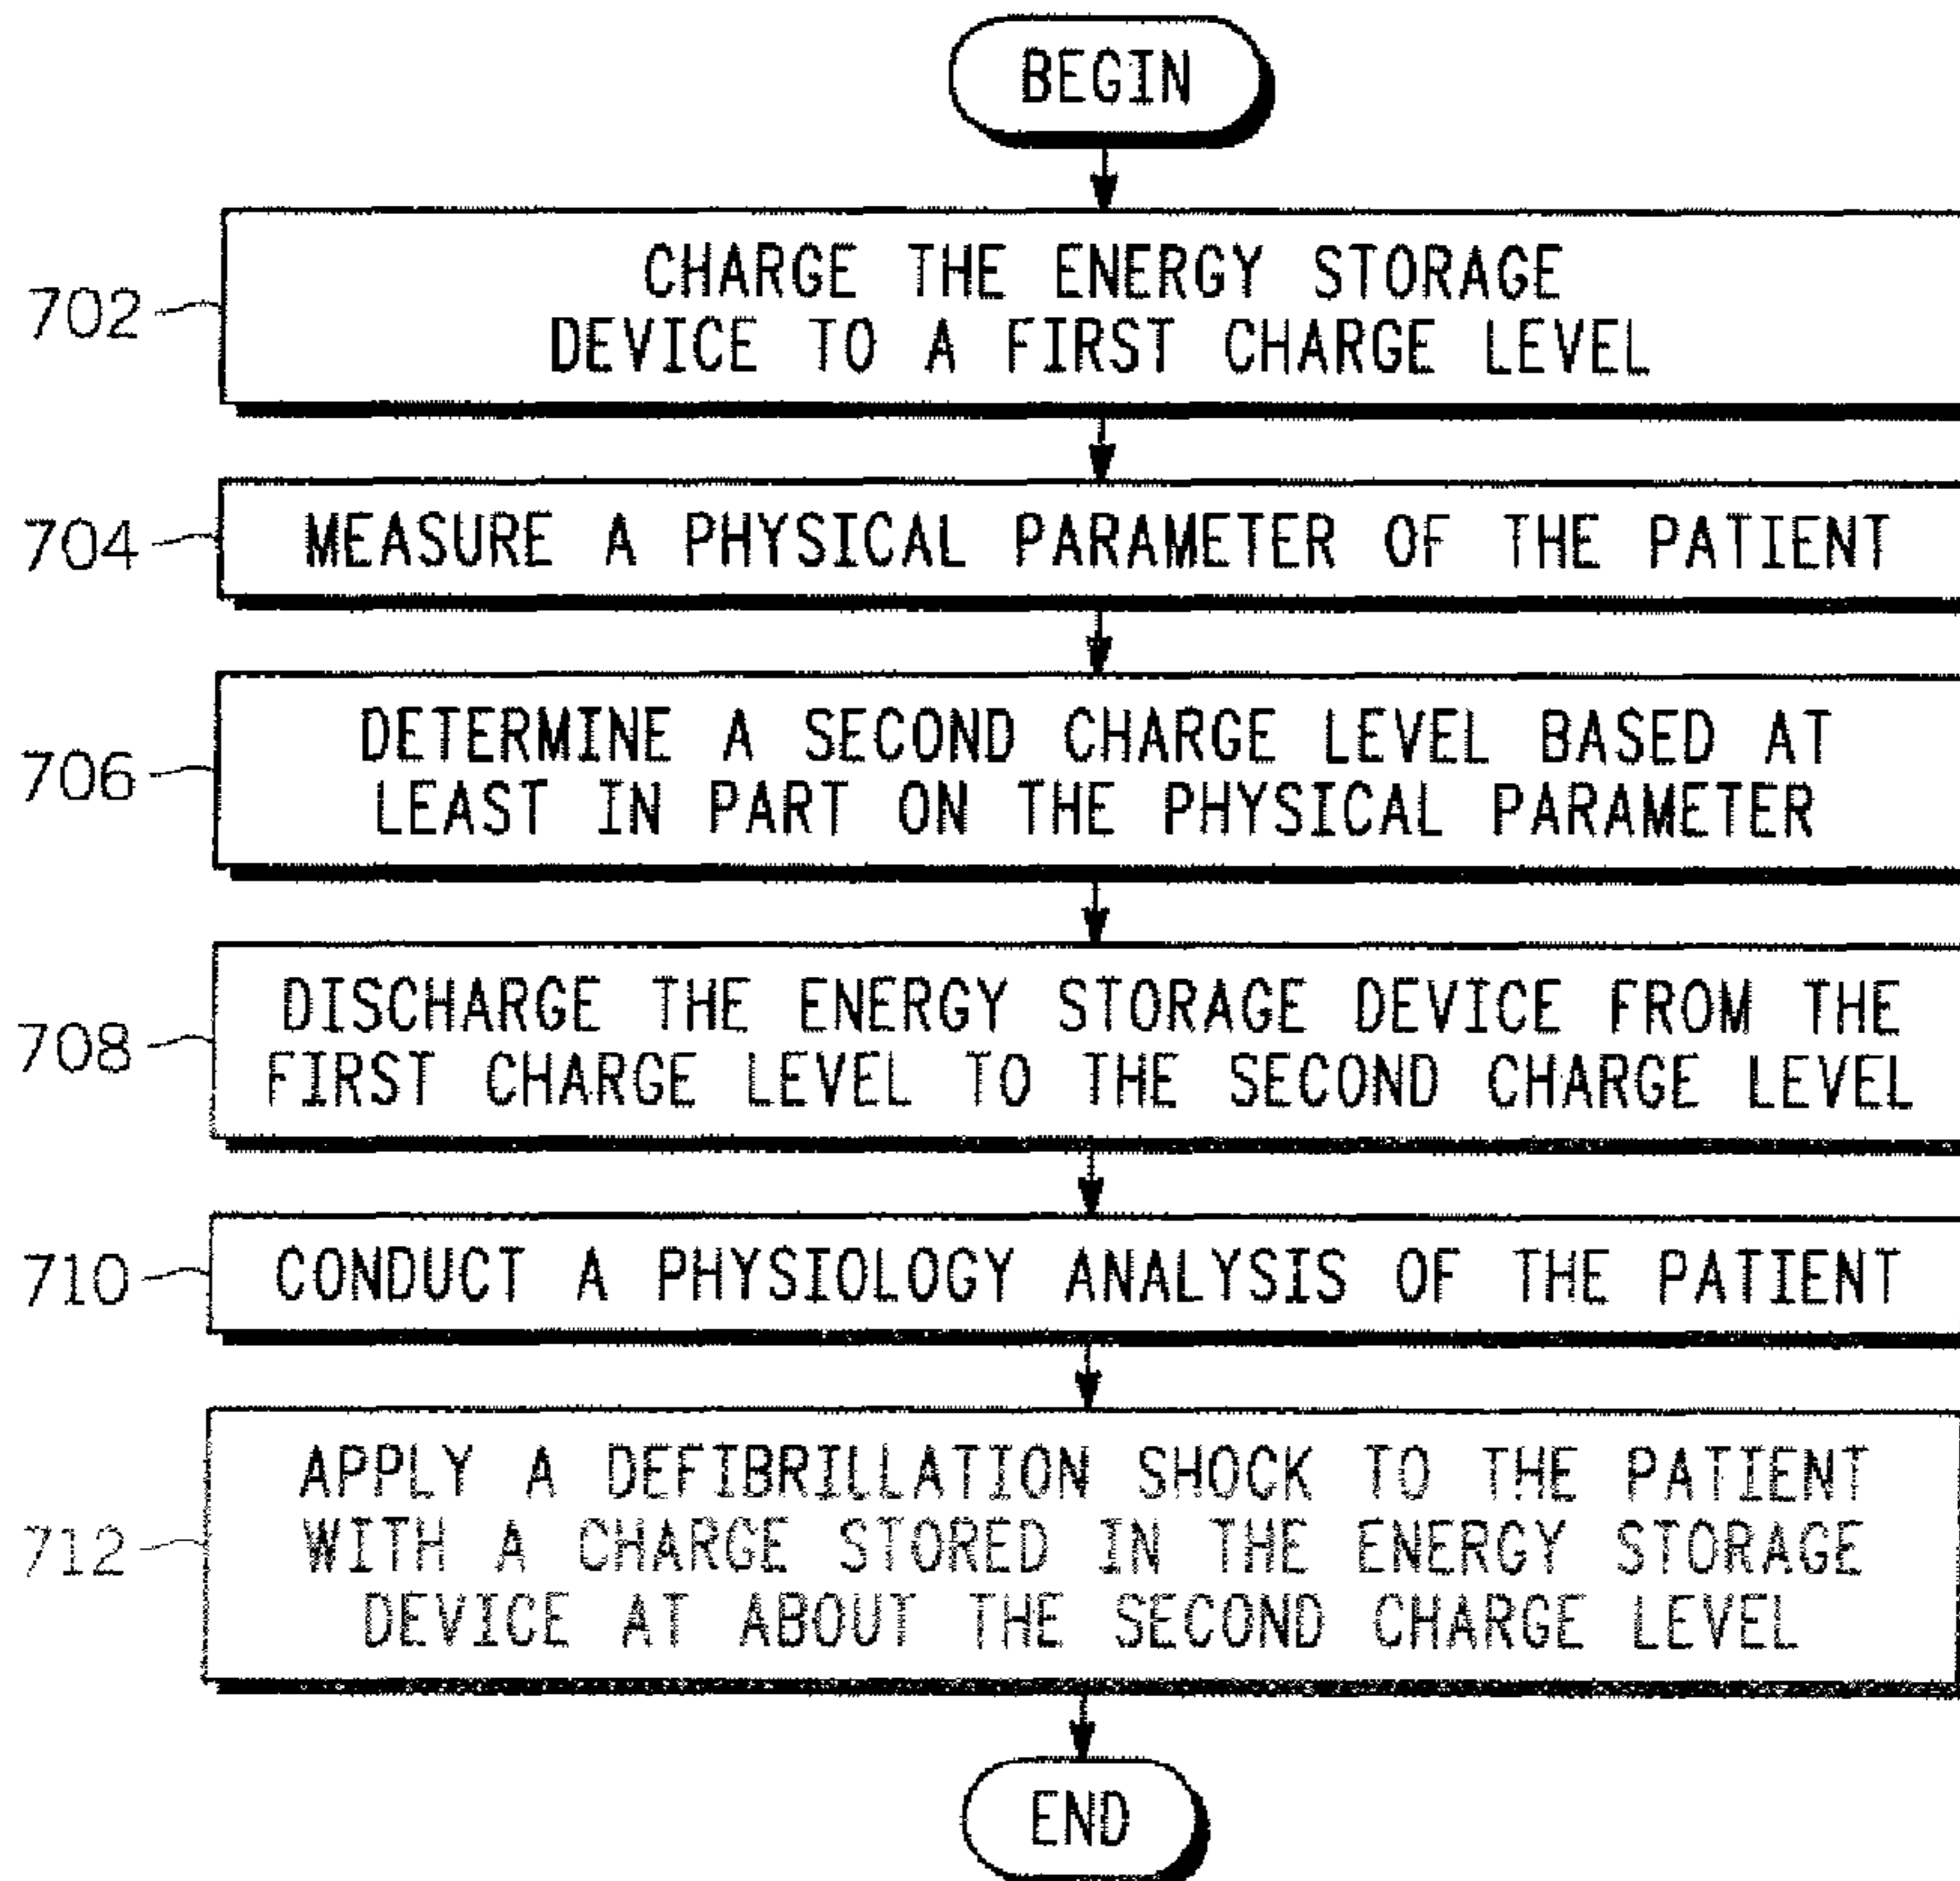 BEGIN
702
CHARGE THE ENERGY STORAGE
DEVICE TO A FIRST CHARGE LEVEL
704
MEASURE A PHYSICAL PARAMETER OF THE PATIENT
706
DETERMINE A SECOND CHARGE LEVEL BASED AT
LEAST IN PART ON THE PHYSICAL PARAMETER
708
DISCHARGE THE ENERGY STORAGE DEVICE FROM THE
FIRST CHARGE LEVEL TO THE SECOND CHARGE LEVEL
710
CONDUCT A PHYSIOLOGY ANALYSIS OF THE PATIENT
712
APPLY A DEFIBRILLATION SHOCK TO THE PATIENT
WITH A CHARGE STORED IN THE ENERGY STORAGE
DEVICE AT ABOUT THE SECOND CHARGE LEVEL
END